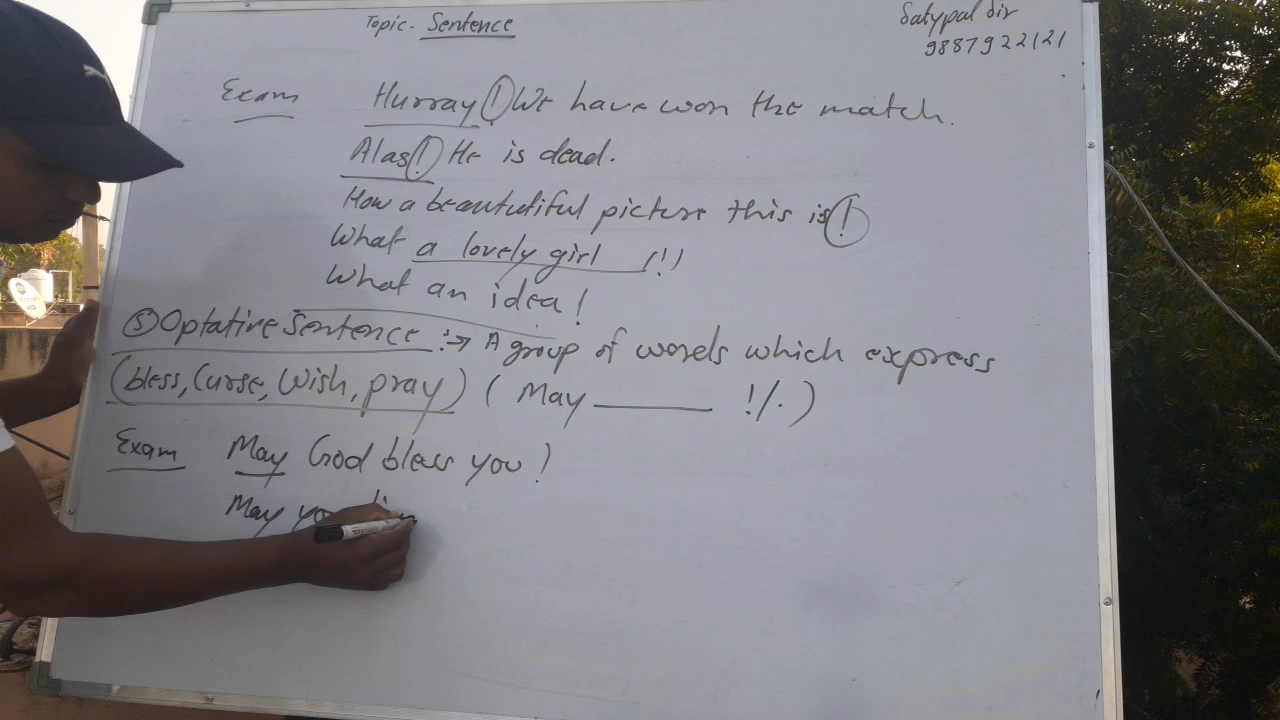 Topic. Sentence
Satypal Sir
9887922121
Exam Hurray! We have won the match.
Alas! He is dead.
How a beautudiful picture this is!
What a lovely girl !!)
What an idea!
(5) Optative Sentence :→ A group of words which express
(bless, Curse, Wish, pray) ( May ______ !/.)
Exam May God bless you!
May you